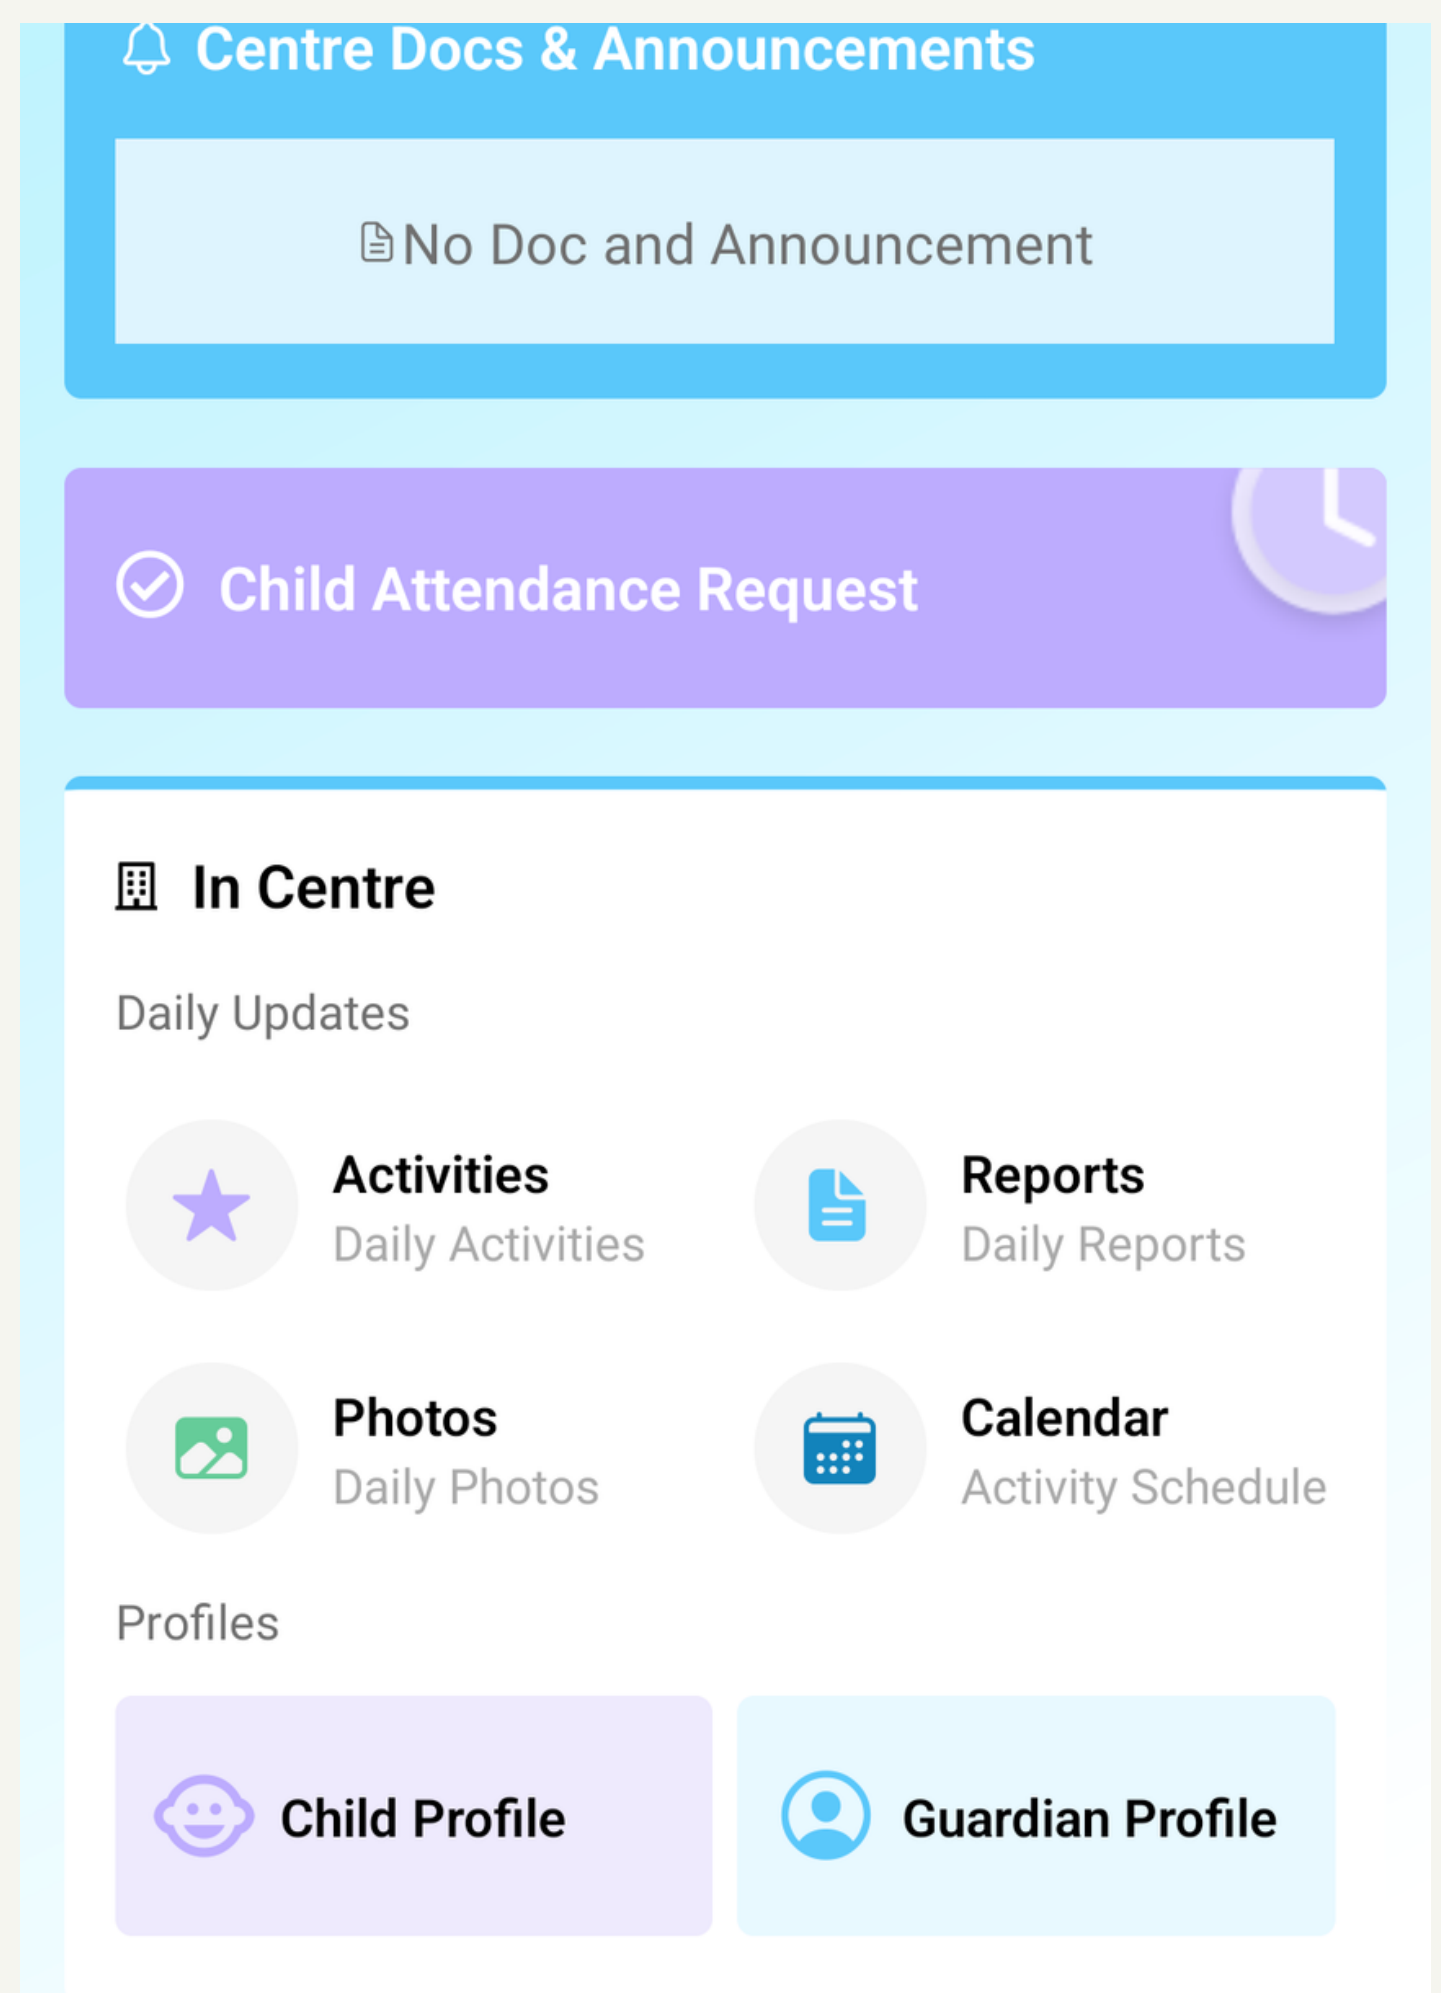 Centre Docs & Announcements
No Doc and Announcement
Child Attendance Request
In Centre
Daily Updates
Activities
Daily Activities
Reports
Daily Reports
Photos
Daily Photos
Calendar
Activity Schedule
Profiles
Child Profile
Guardian Profile